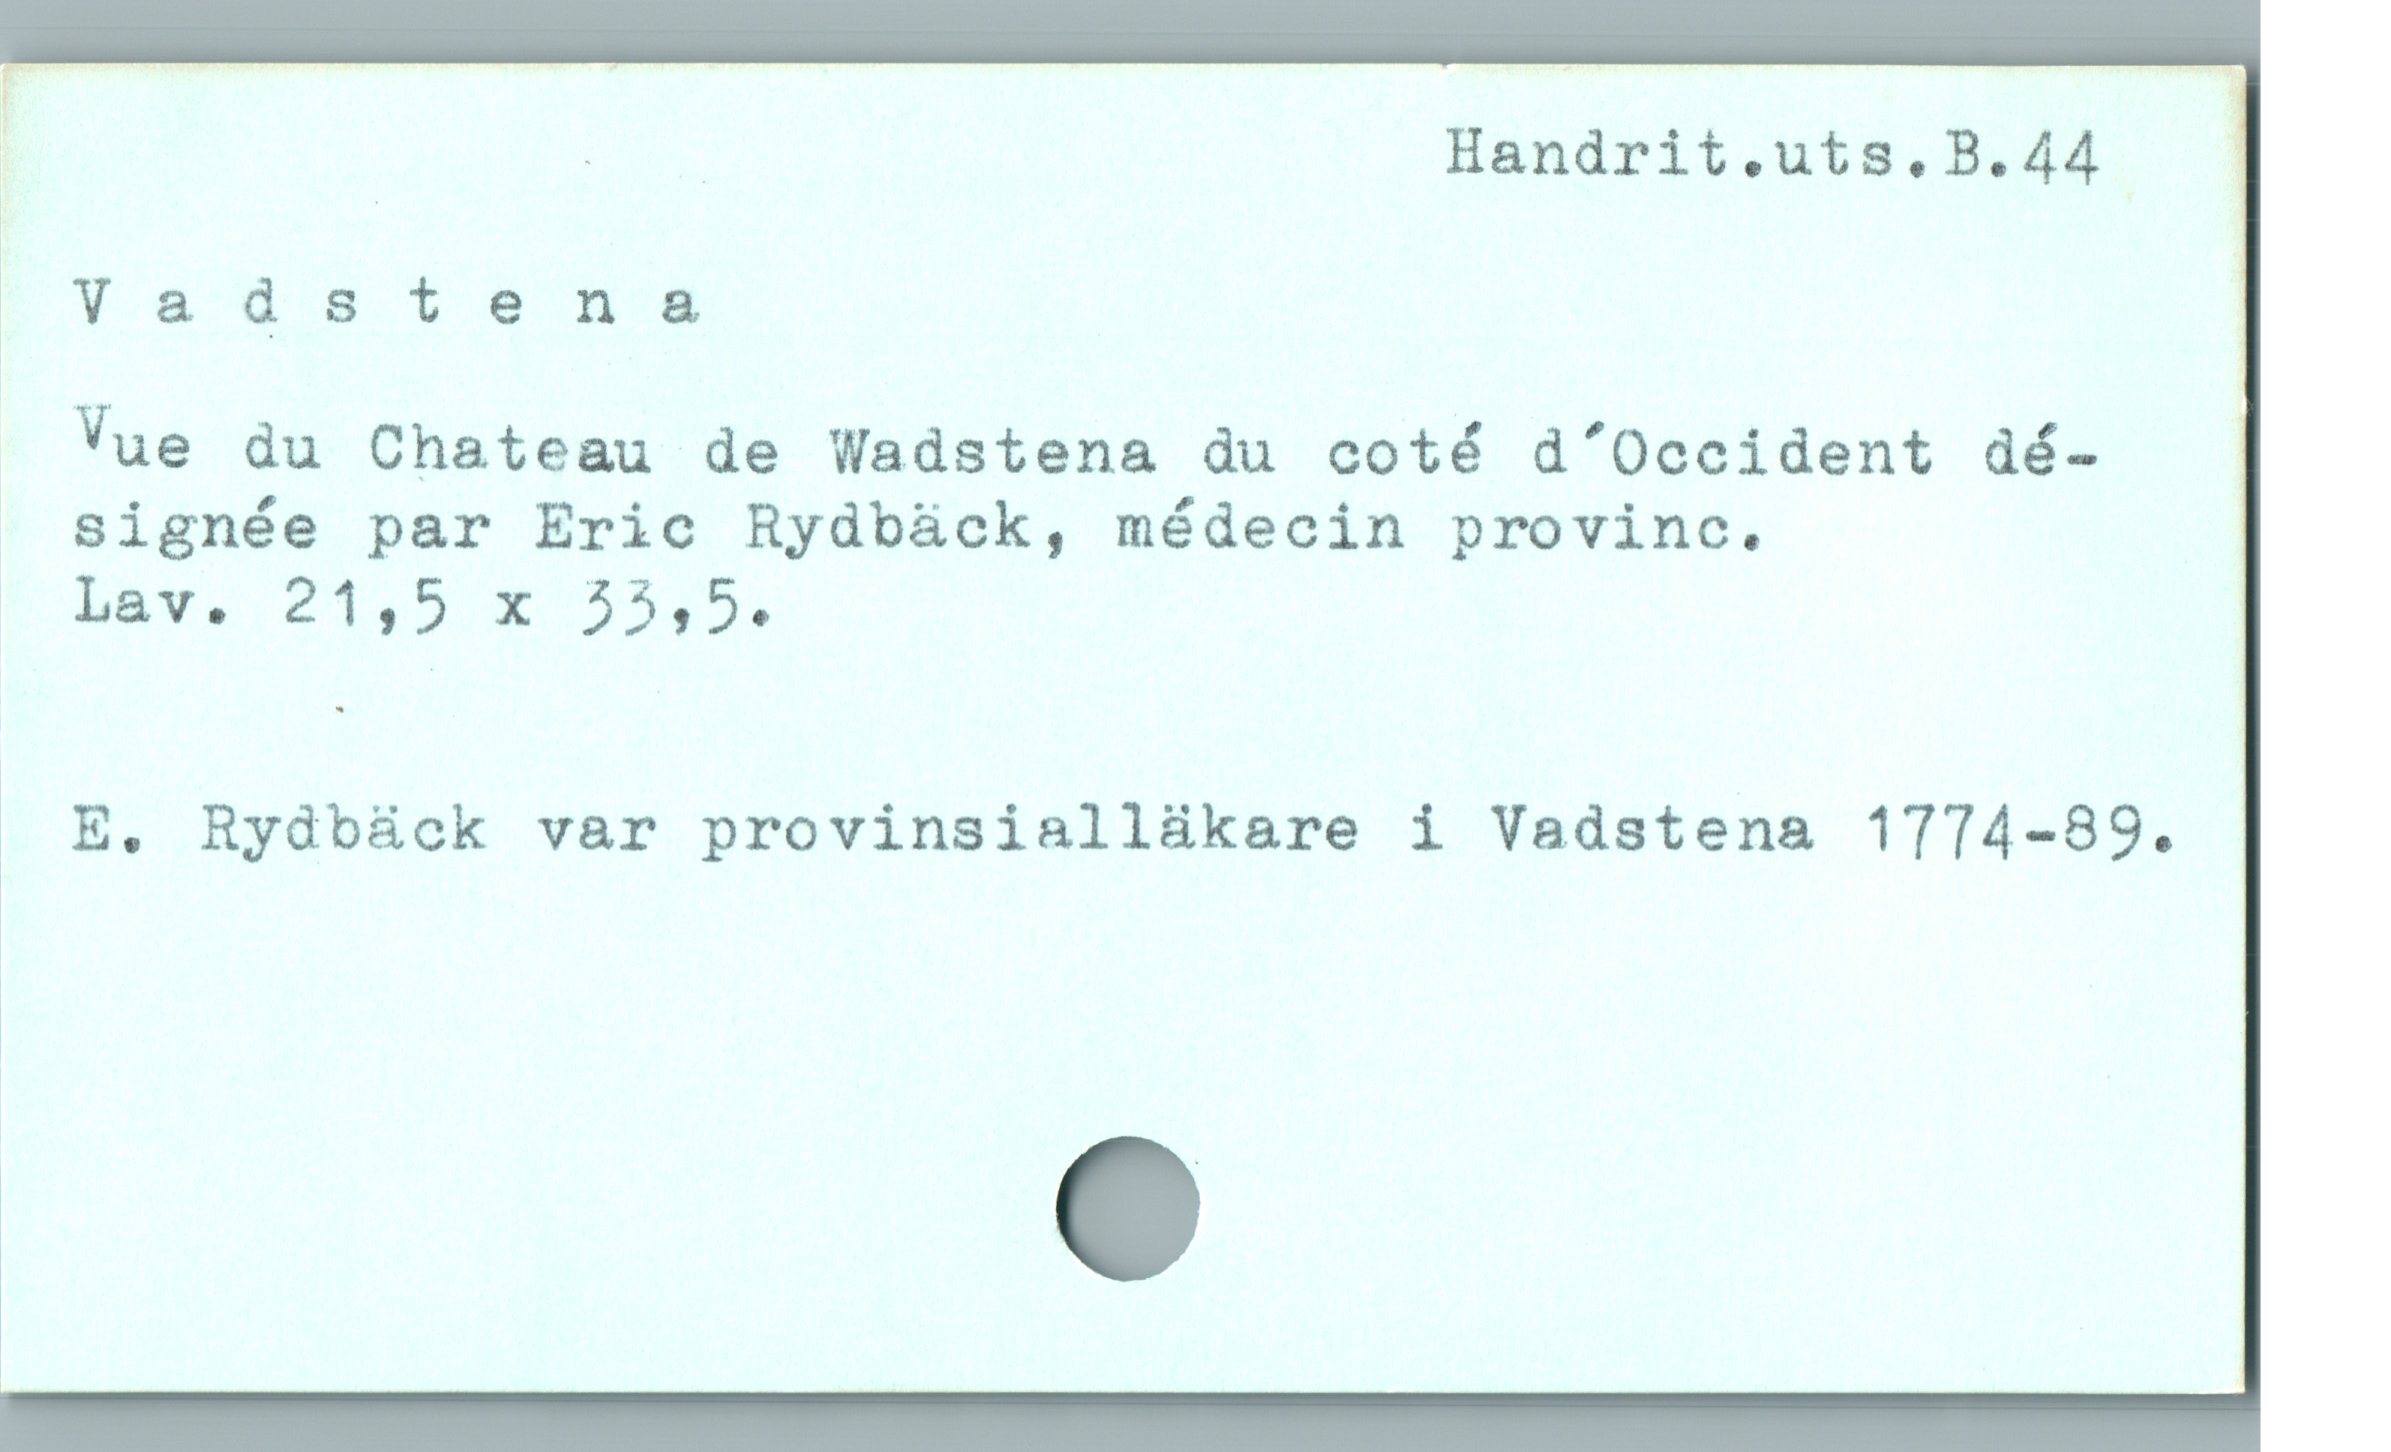 Handrit.uts.B.44
V a d s t e n a
Vue du Chateau de Wadstena du coté d´Occident dé-
signée par Eric Rydbäck, médecin provinc.
Lav. 21,5 x 33,5.
E. Rydbäck var provinsialläkare i Vadstena 1774-89.